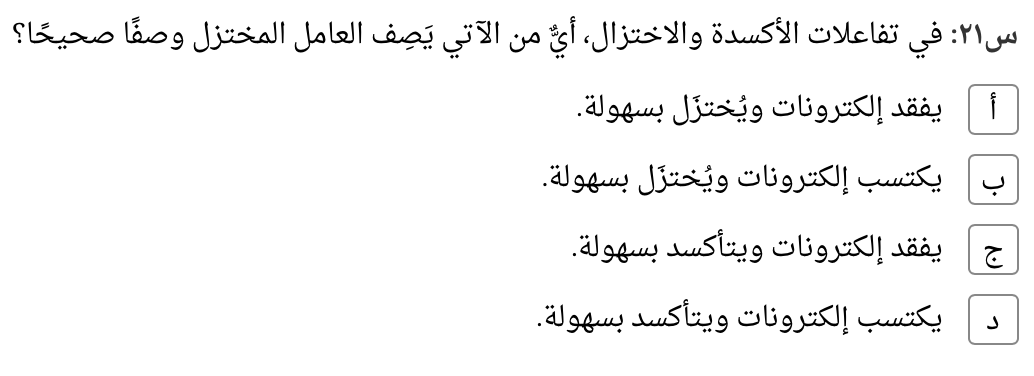 س٢١: في تفاعلات الأكسدة والاختزال، أيٌّ من الآتي يَصِف العامل المختزل وصفًا صحيحًا؟
أ يفقد إلكترونات ويُختزَل بسهولة.
ب يكتسب إلكترونات ويُختزَل بسهولة.
ج يفقد إلكترونات ويتأكسد بسهولة.
د يكتسب إلكترونات ويتأكسد بسهولة.